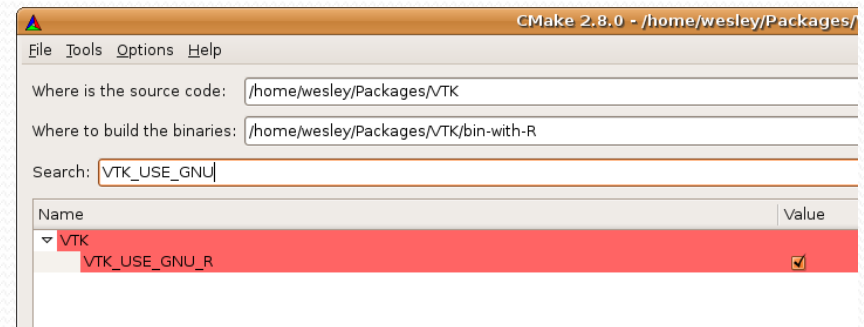 CMake 2.8.0 - /home/wesley/Packages/
File Tools Options Help
Where is the source code: /home/wesley/Packages/VTK
Where to build the binaries: /home/wesley/Packages/VTK/bin-with-R
Search: VTK_USE_GNU
Name Value
VTK
VTK_USE_GNU_R